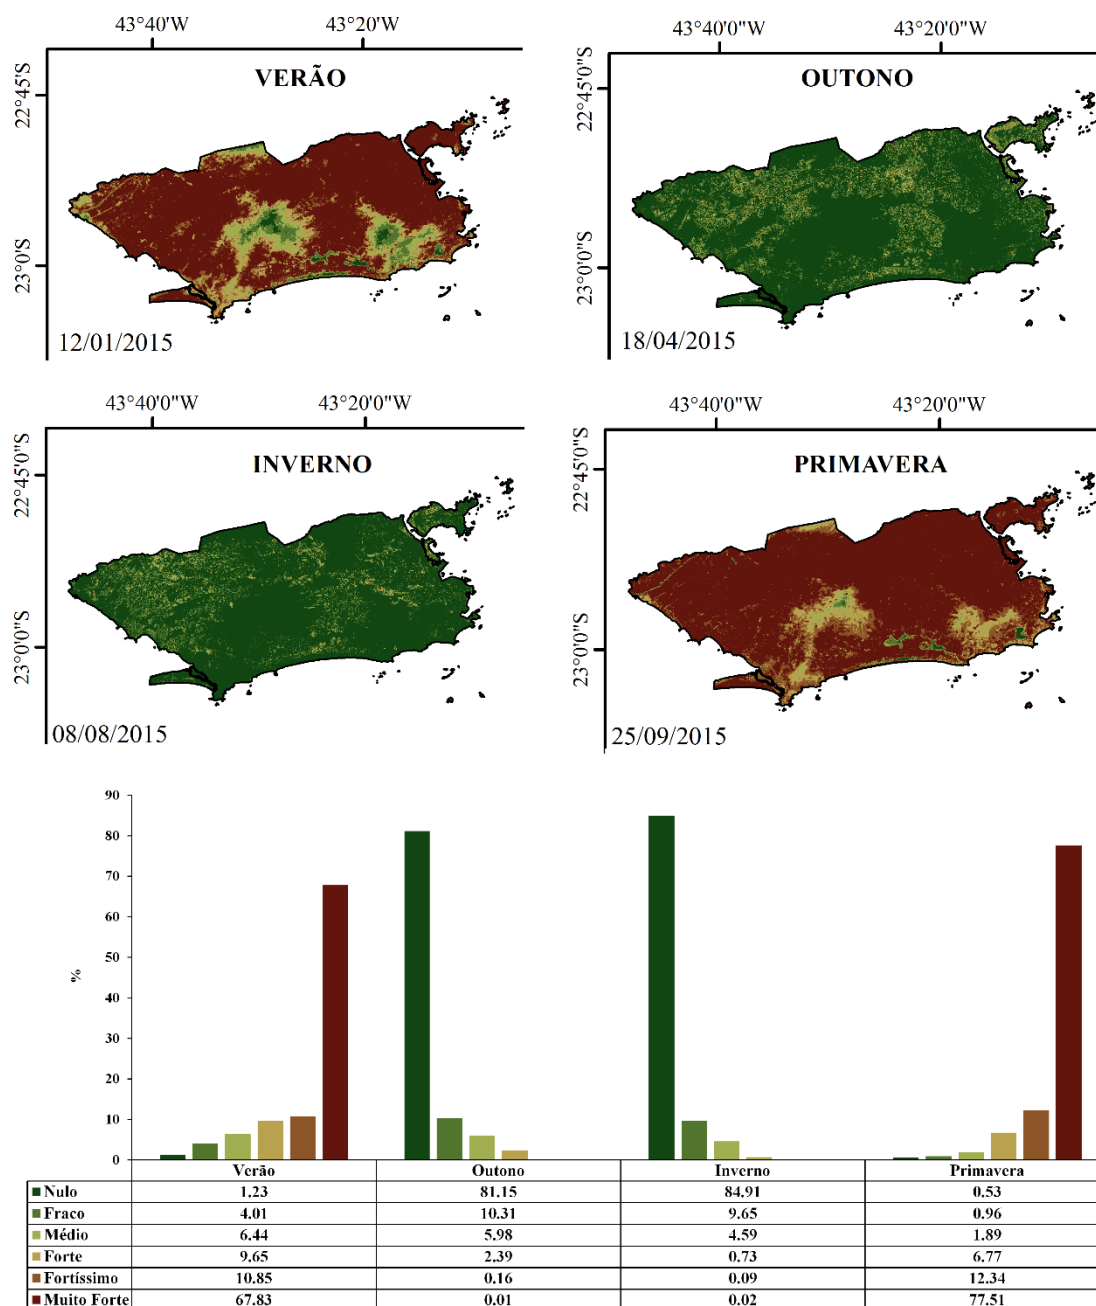 43°40'W 43°20'W
VERÃO
22°45'S
23°0'S
12/01/2015
43°40'0"W 43°20'0"W
OUTONO
22°45'S
23°0'0"S
18/04/2015
43°40'0"W 43°20'0"W
INVERNO
22°45'0"S
23°0'0"S
08/08/2015
43°40'0"W 43°20'0"W
PRIMAVERA
22°45'0"S
23°0'0"S
25/09/2015
90
80
70
60
50
40
30
20
10
0
%
Verão Outono Inverno Primavera
Nulo 1.23 81.15 84.91 0.53
Fraco 4.01 10.31 9.65 0.96
Médio 6.44 5.98 4.59 1.89
Forte 9.65 2.39 0.73 6.77
Fortíssimo 10.85 0.16 0.09 12.34
Muito Forte 67.83 0.01 0.02 77.51